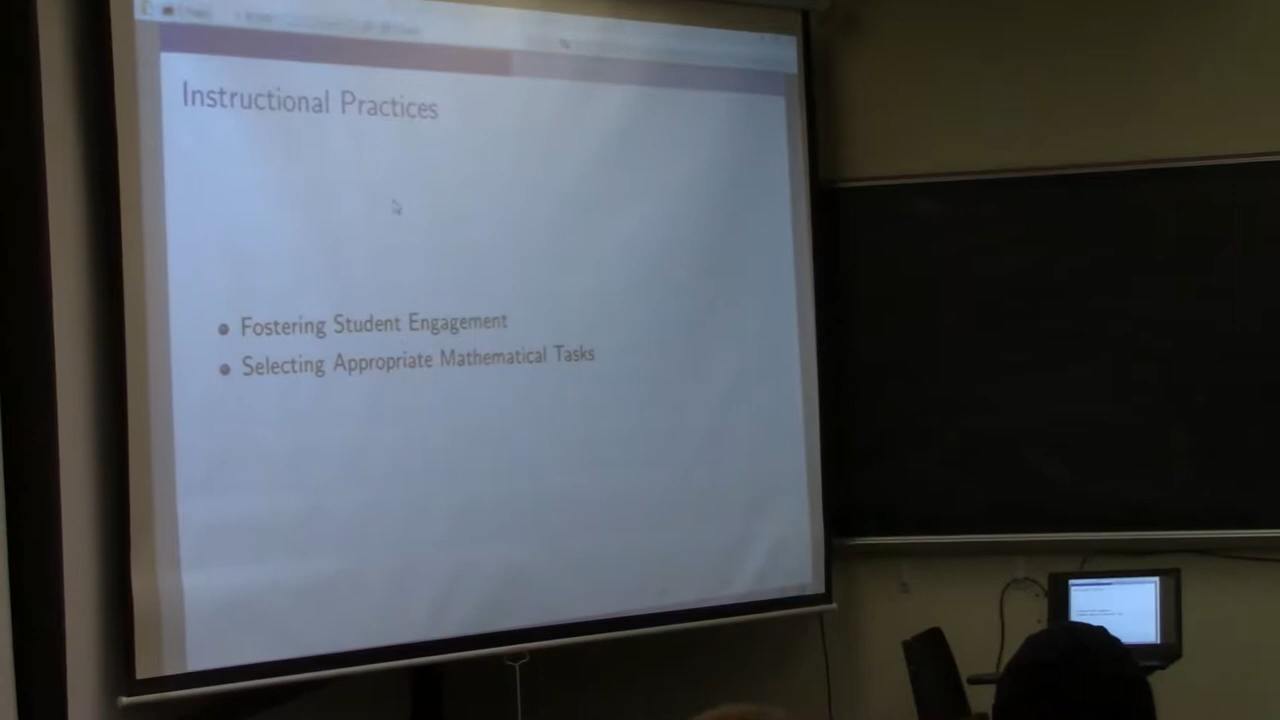 Instructional Practices
Fostering Student Engagement
Selecting Appropriate Mathematical Tasks